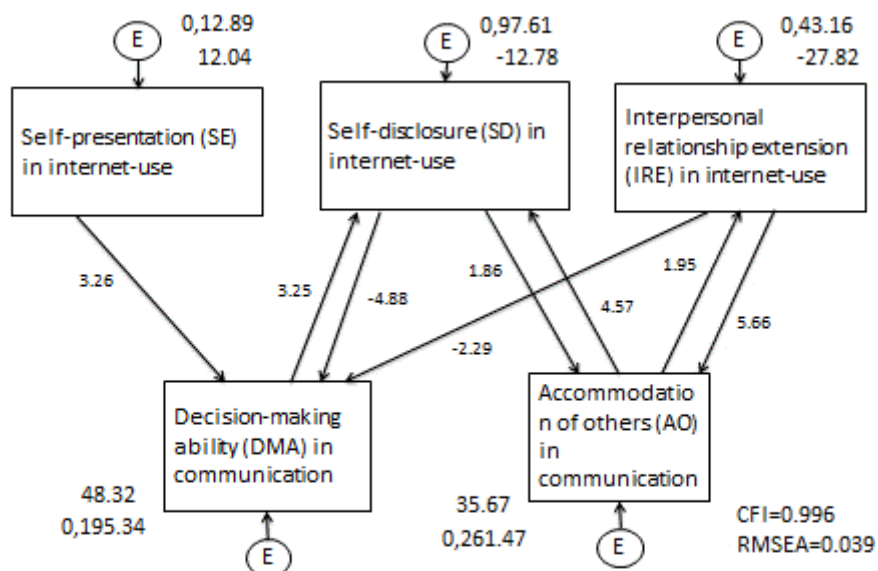 E
0,12.89
12.04
E
0,97.61
-12.78
E
0,43.16
-27.82
Self-presentation (SE)
in internet-use
Self-disclosure (SD) in
internet-use
Interpersonal
relationship extension
(IRE) in internet-use
3.26
3.25
-4.88
1.86
4.57
1.95
5.66
-2.29
Decision-making
ability (DMA) in
communication
Accommodatio
n of others (AO)
in
communication
48.32
0,195.34
E
35.67
0,261.47
E
CFI=0.996
RMSEA=0.039